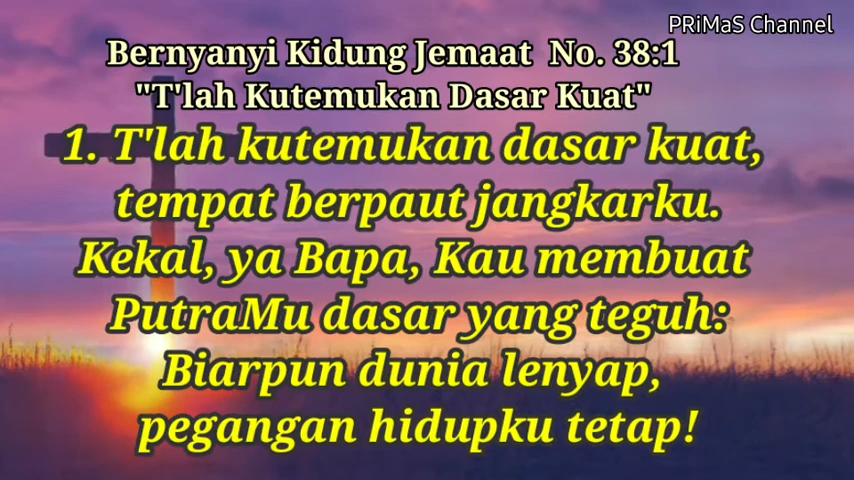 PRiMaS Channel
Bernyanyi Kidung Jemaat No. 38:1
"T'lah Kutemukan Dasar Kuat"
1. T'lah kutemukan dasar kuat,
tempat berpaut jangkarku.
Kekal, ya Bapa, Kau membuat
PutraMu dasar yang teguh:
Biarpun dunia lenyap,
pegangan hidupku tetap!